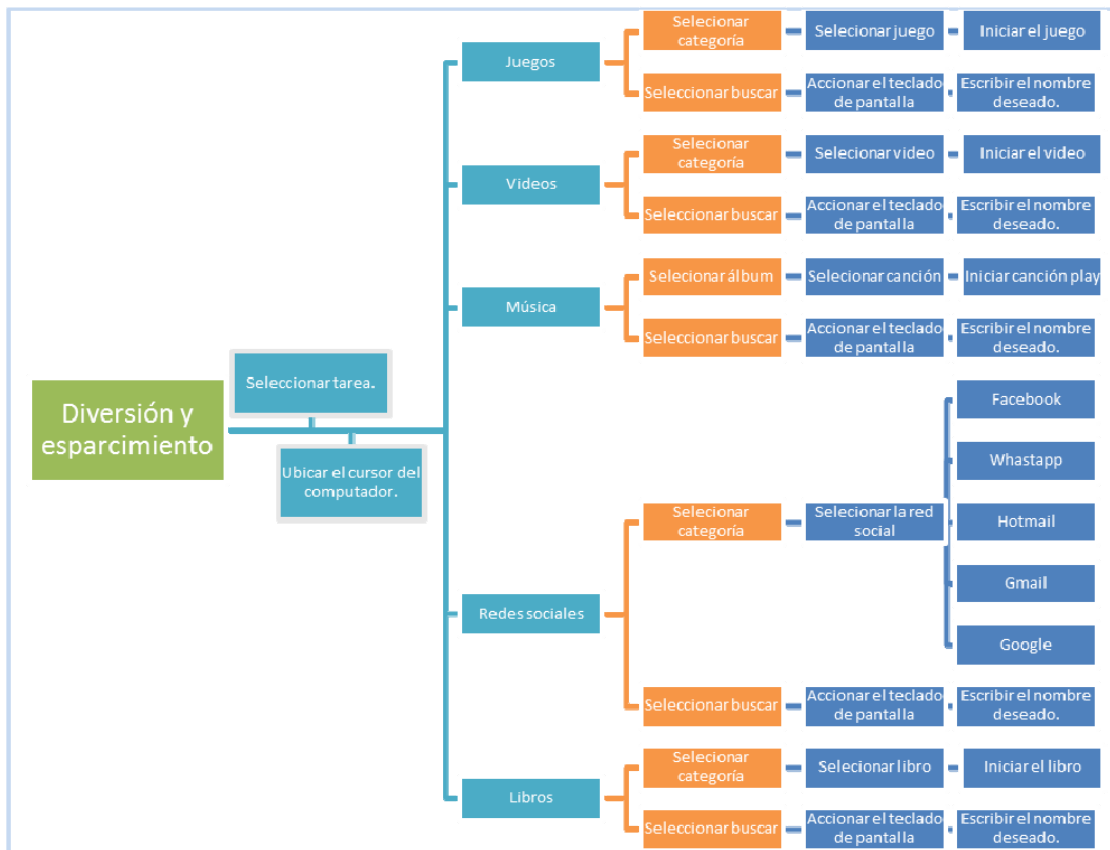 Diversión y
esparcimiento
Seleccionar tarea.
Ubicar el cursor del
computador.
Juegos
Selecionar
categoría
Selecionar juego
Iniciar el juego
Seleccionar buscar
Accionar el teclado
de pantalla
Escribir el nombre
deseado.
Videos
Selecionar
categoría
Selecionar video
Iniciar el video
Seleccionar buscar
Accionar el teclado
de pantalla
Escribir el nombre
deseado.
Música
Selecionar álbum
Selecionar canción
Iniciar canción play
Seleccionar buscar
Accionar el teclado
de pantalla
Escribir el nombre
deseado.
Redes sociales
Selecionar
categoría
Selecionar la red
social
Facebook
Whastapp
Hotmail
Gmail
Google
Seleccionar buscar
Accionar el teclado
de pantalla
Escribir el nombre
deseado.
Libros
Selecionar
categoría
Selecionar libro
Iniciar el libro
Seleccionar buscar
Accionar el teclado
de pantalla
Escribir el nombre
deseado.